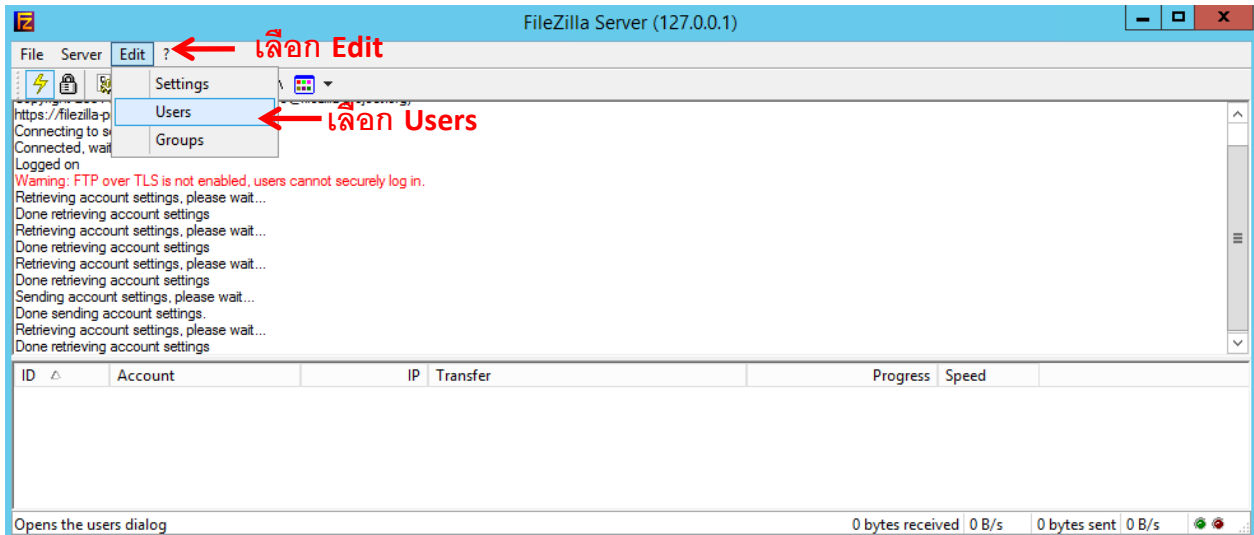 FileZilla Server (127.0.0.1)
File Server Edit ?
เลือก Edit
Settings
Users
Groups
เลือก Users
https://filezilla-p
Connecting to
Connected, wait
Logged on
Warning: FTP over TLS is not enabled, users cannot securely log in.
Retrieving account settings, please wait...
Done retrieving account settings
Retrieving account settings, please wait...
Done retrieving account settings
Retrieving account settings, please wait...
Done retrieving account settings
Sending account settings, please wait...
Done sending account settings.
Retrieving account settings, please wait...
Done retrieving account settings
ID Account IP Transfer Progress Speed
Opens the users dialog 0 bytes received 0 B/s 0 bytes sent 0 B/s